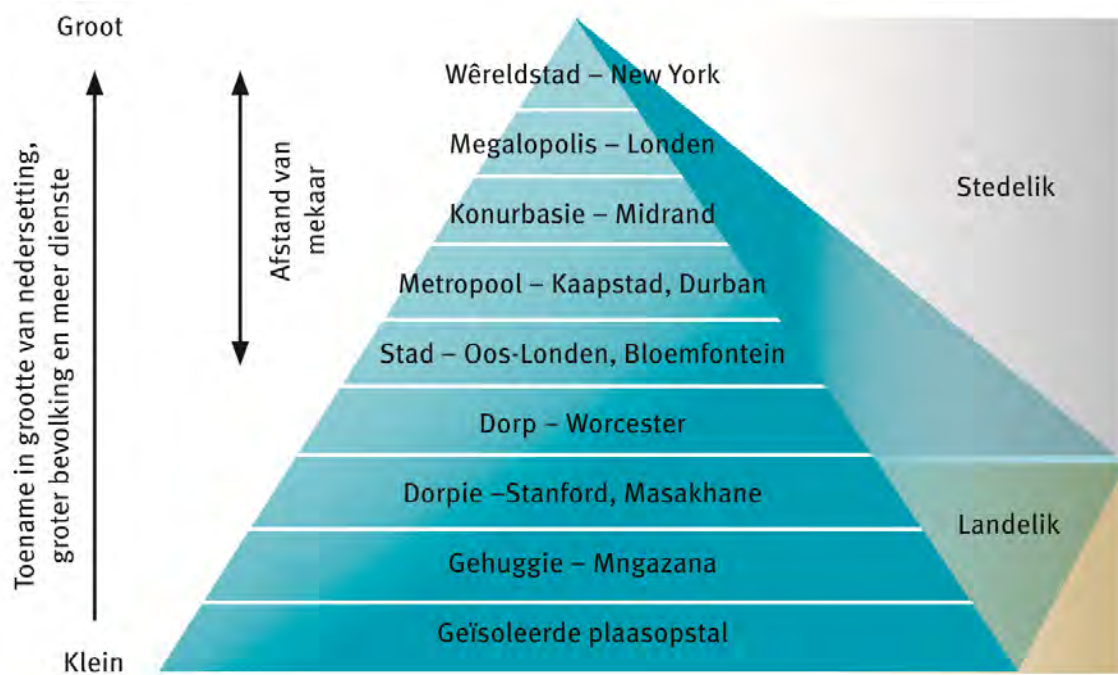 Groot
Toename in grootte van nedersetting,
groter bevolking en meer dienste
Klein
Afstand van
mekaar
Wêreldstad – New York
Megalopolis – Londen
Konurbasie – Midrand
Metropool – Kaapstad, Durban
Stad – Oos-Londen, Bloemfontein
Dorp – Worcester
Dorpie –Stanford, Masakhane
Gehuggie – Mngazana
Geïsoleerde plaasopstal
Stedelik
Landelik